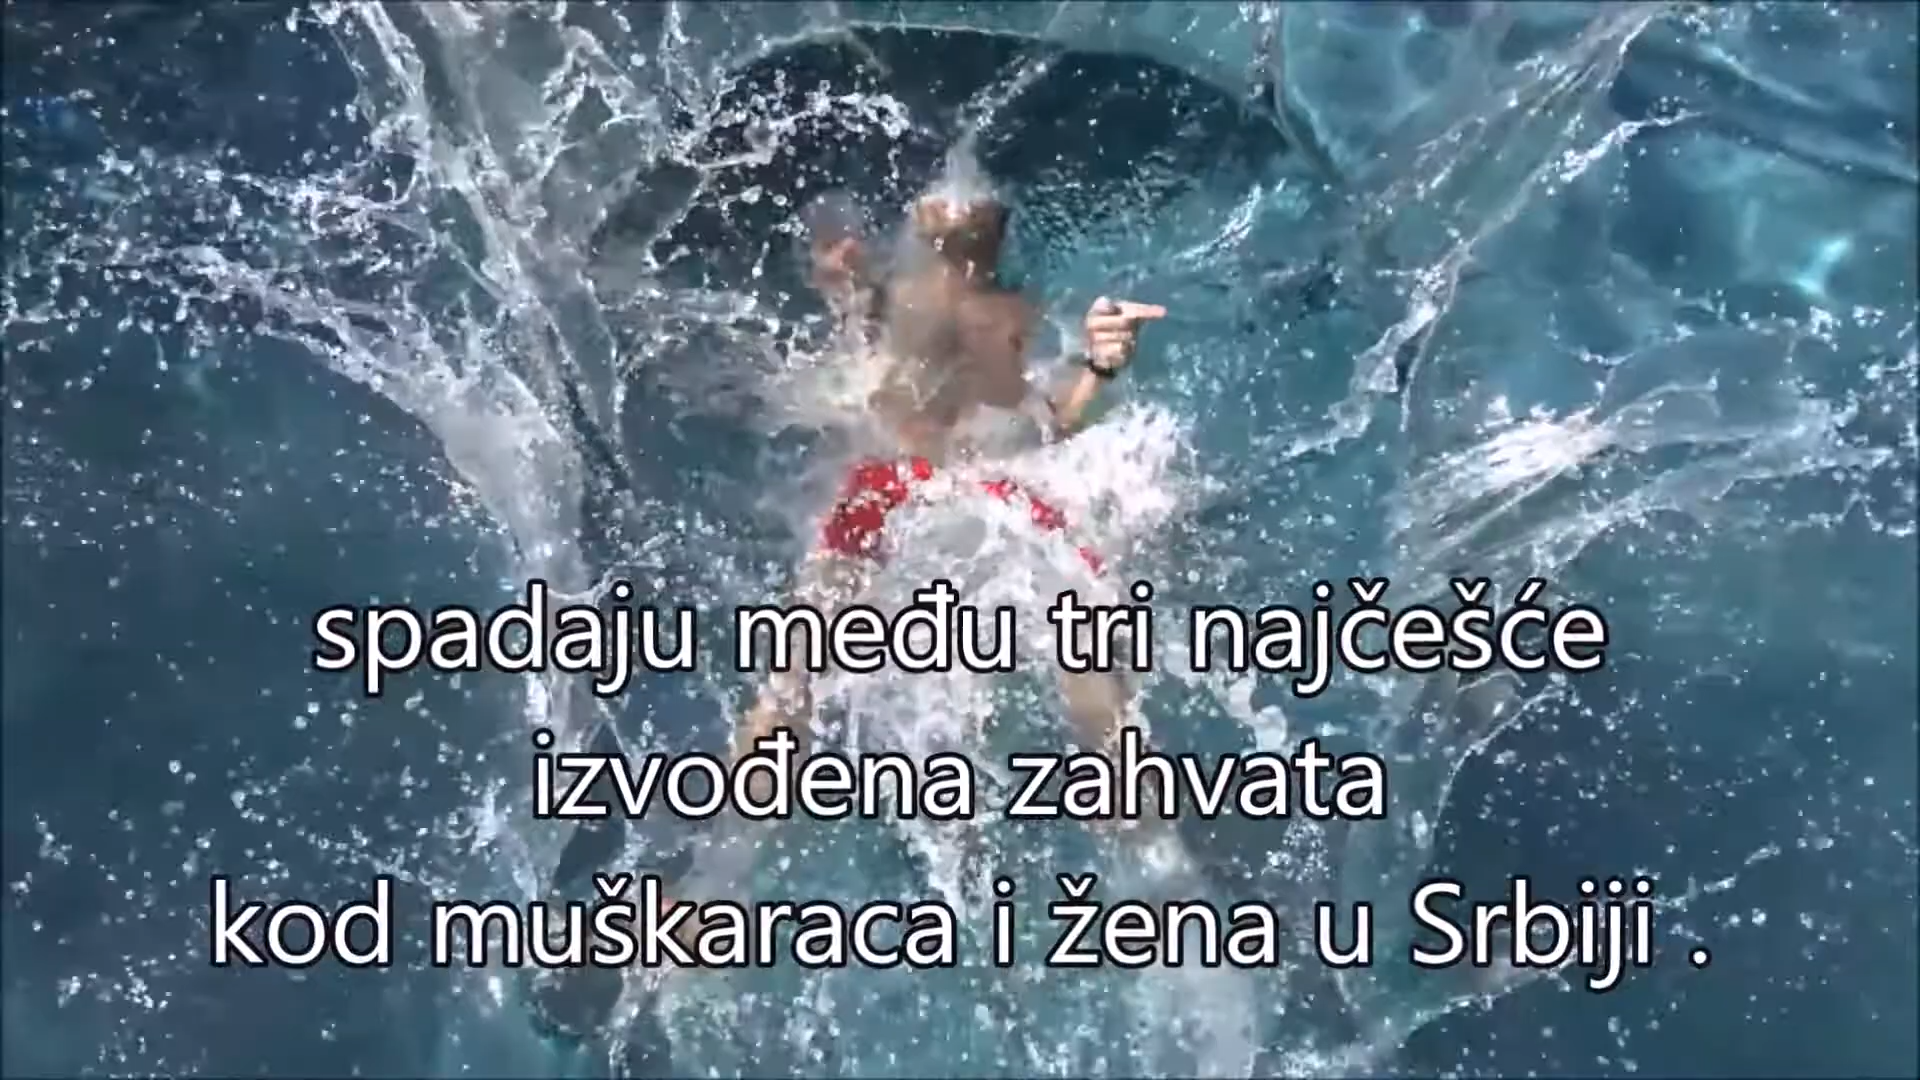 spadaju među tri najčešće
izvođena zahvata
kod muškaraca i žena u Srbiji .